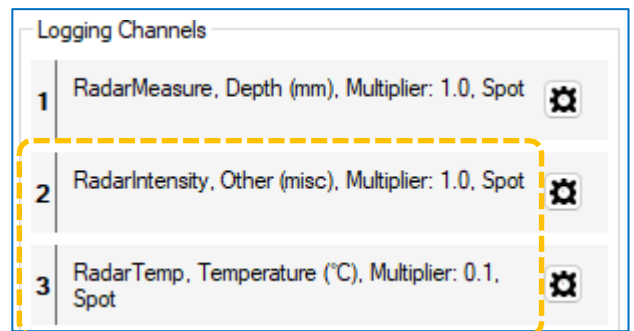 Logging Channels
1
RadarMeasure, Depth (mm), Multiplier: 1.0, Spot
2
RadarIntensity, Other (misc), Multiplier: 1.0, Spot
3
RadarTemp, Temperature (°C), Multiplier: 0.1,
Spot